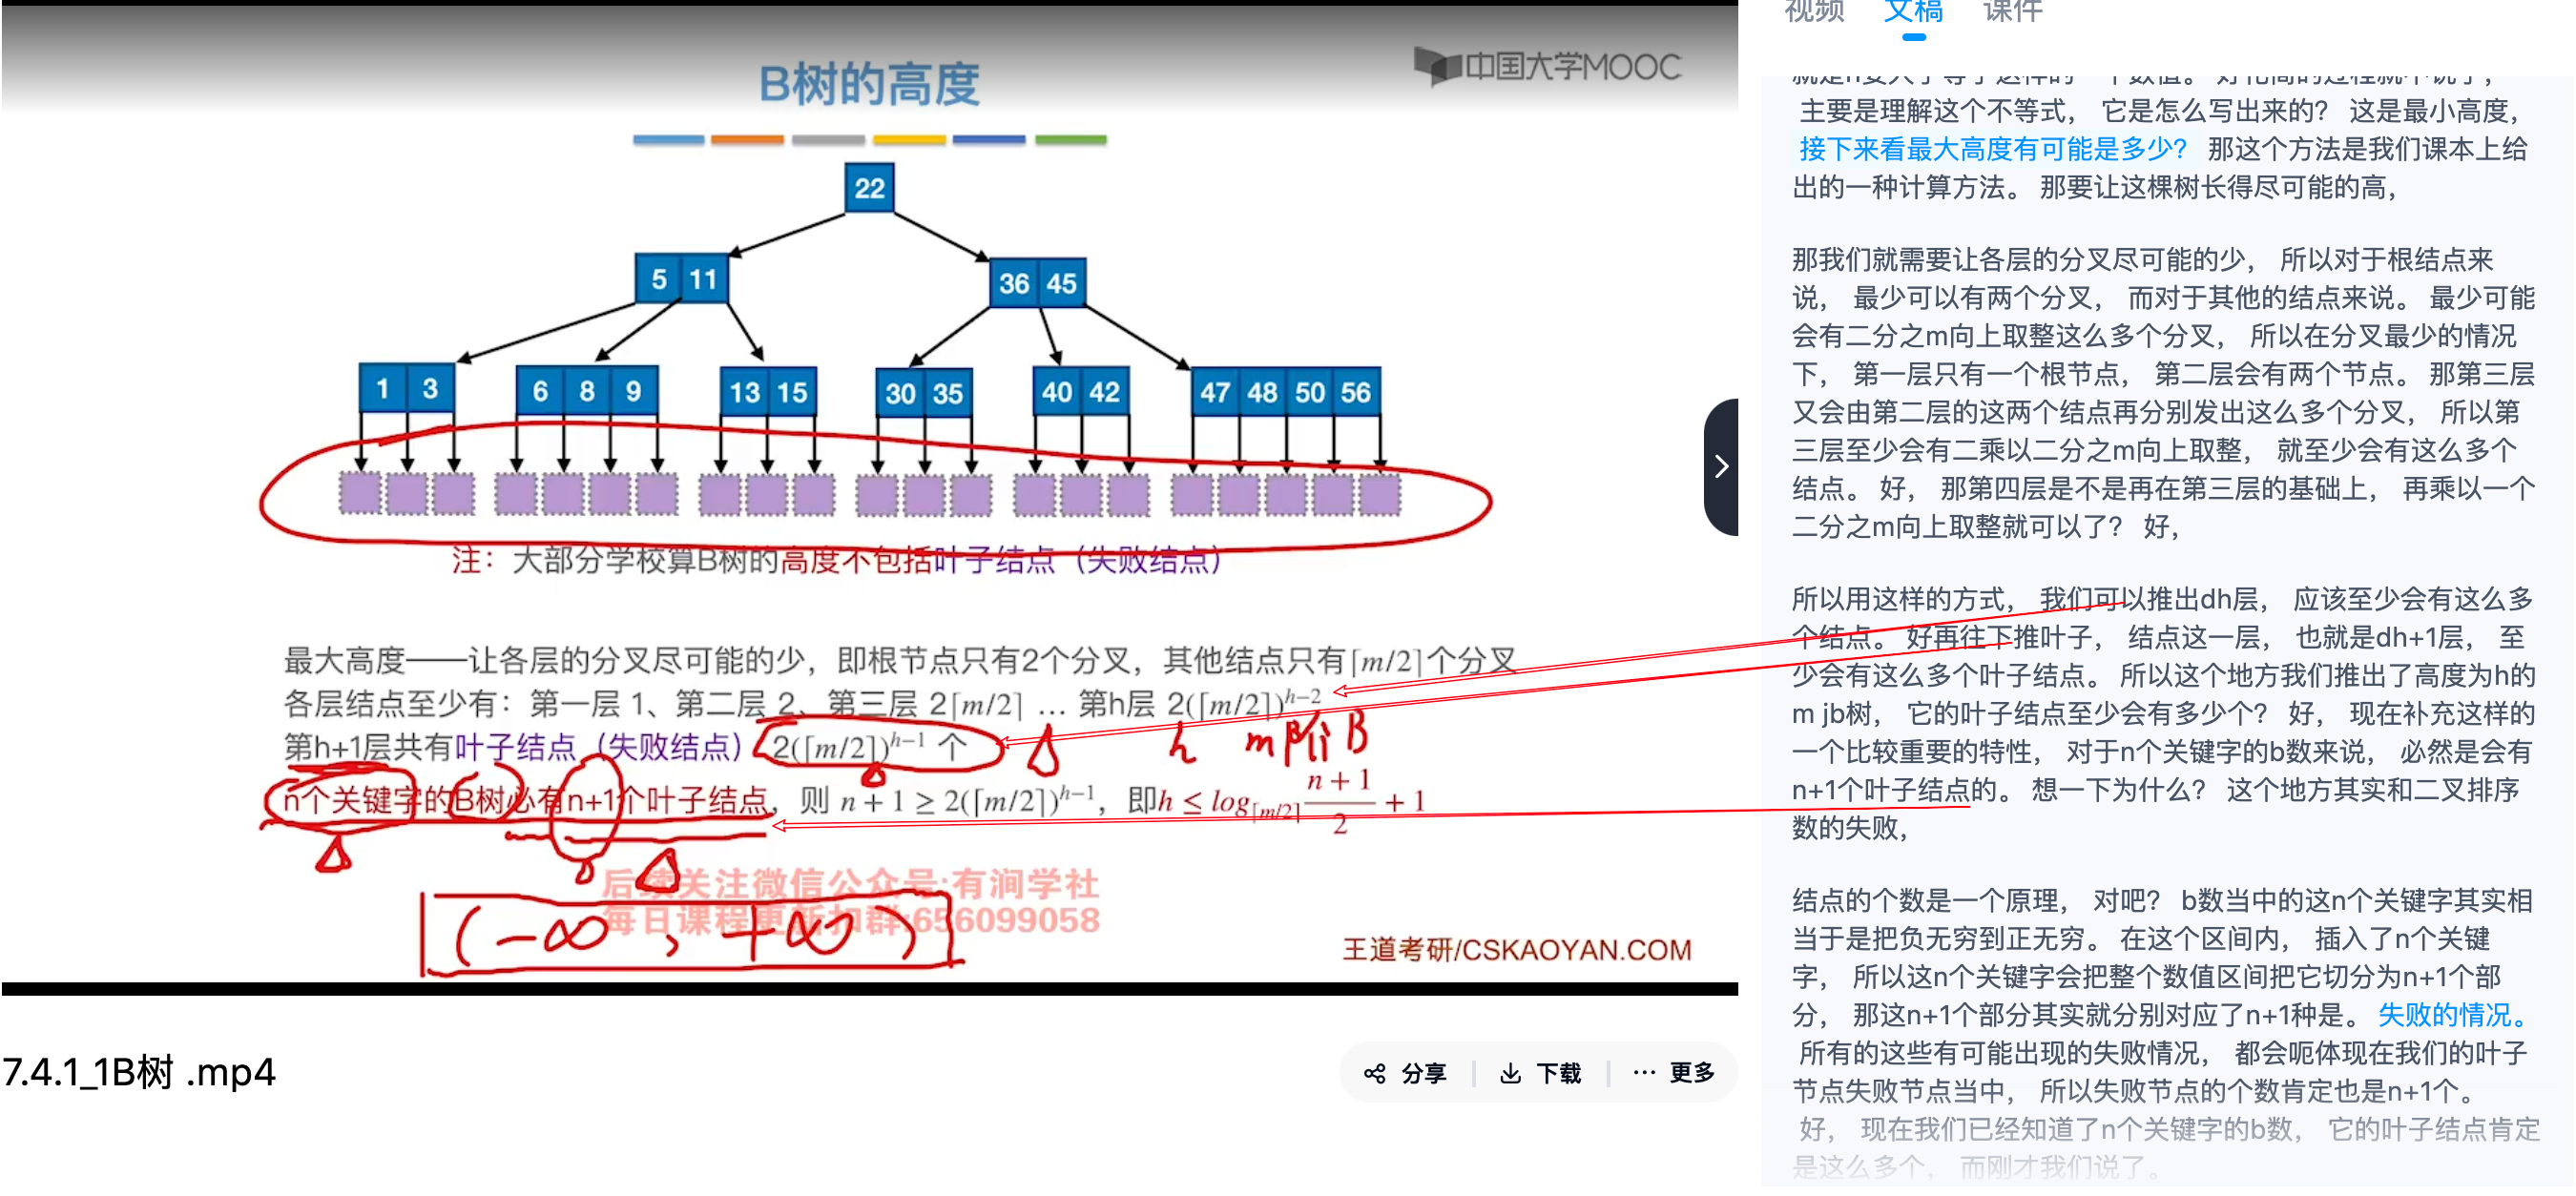 B树的高度
中国大学MOOC
22
5 11
36 45
1 3
6 8 9
13 15
30 35
40 42
47 48 50 56
注：大部分学校算B树的高度不包括叶子结点（失败结点）
最大高度——让各层的分叉尽可能的少，即根节点只有2个分叉，其他结点只有⌈m/2⌉个分叉
各层结点至少有：第一层 1、第二层 2、第三层 2⌈m/2⌉ … 第h层 2(⌈m/2⌉)^{h−2}
第h+1层共有叶子结点（失败结点） 2(⌈m/2⌉)^{h−1} 个
h m阶B
n个关键字的B树必有n+1个叶子结点，则 n + 1 ≥ 2(⌈m/2⌉)^{h−1}，即h ≤ log_{⌈m/2⌉} \frac{n + 1}{2} + 1
后续关注微信公众号:有涧学社
每日课程更新扣群:656099058
(−∞, +∞)
王道考研/CSKAOYAN.COM
7.4.1_1B树 .mp4
分享
下载
更多
视频 文稿 课件
主要是理解这个不等式， 它是怎么写出来的？ 这是最小高度，
接下来看最大高度有可能是多少？ 那这个方法是我们课本上给
出的一种计算方法。 那要让这棵树长得尽可能的高，
那我们就需要让各层的分叉尽可能的少， 所以对于根结点来
说， 最少可以有两个分叉， 而对于其他的结点来说。 最少可能
会有二分之m向上取整这么多个分叉， 所以在分叉最少的情况
下， 第一层只有一个根节点， 第二层会有两个节点。 那第三层
又会由第二层的这两个结点再分别发出这么多个分叉， 所以第
三层至少会有二乘以二分之m向上取整， 就至少会有这么多个
结点。 好， 那第四层是不是再在第三层的基础上， 再乘以一个
二分之m向上取整就可以了？ 好，
所以用这样的方式， 我们可以推出dh层， 应该至少会有这么多
个结点。 好再往下推叶子， 结点这一层， 也就是dh+1层， 至
少会有这么多个叶子结点。 所以这个地方我们推出了高度为h的
m jb树， 它的叶子结点至少会有多少个？ 好， 现在补充这样的
一个比较重要的特性， 对于n个关键字的b数来说， 必然是会有
n+1个叶子结点的。 想一下为什么？ 这个地方其实和二叉排序
数的失败，
结点的个数是一个原理， 对吧？ b数当中的这n个关键字其实相
当于是把负无穷到正无穷。 在这个区间内， 插入了n个关键
字， 所以这n个关键字会把整个数值区间把它切分为n+1个部
分， 那这n+1个部分其实就分别对应了n+1种是。 失败的情况。
所有的这些有可能出现的失败情况， 都会呃体现在我们的叶子
节点失败节点当中， 所以失败节点的个数肯定也是n+1个。
好， 现在我们已经知道了n个关键字的b数， 它的叶子结点肯定
是这么多个， 而刚才我们说了。